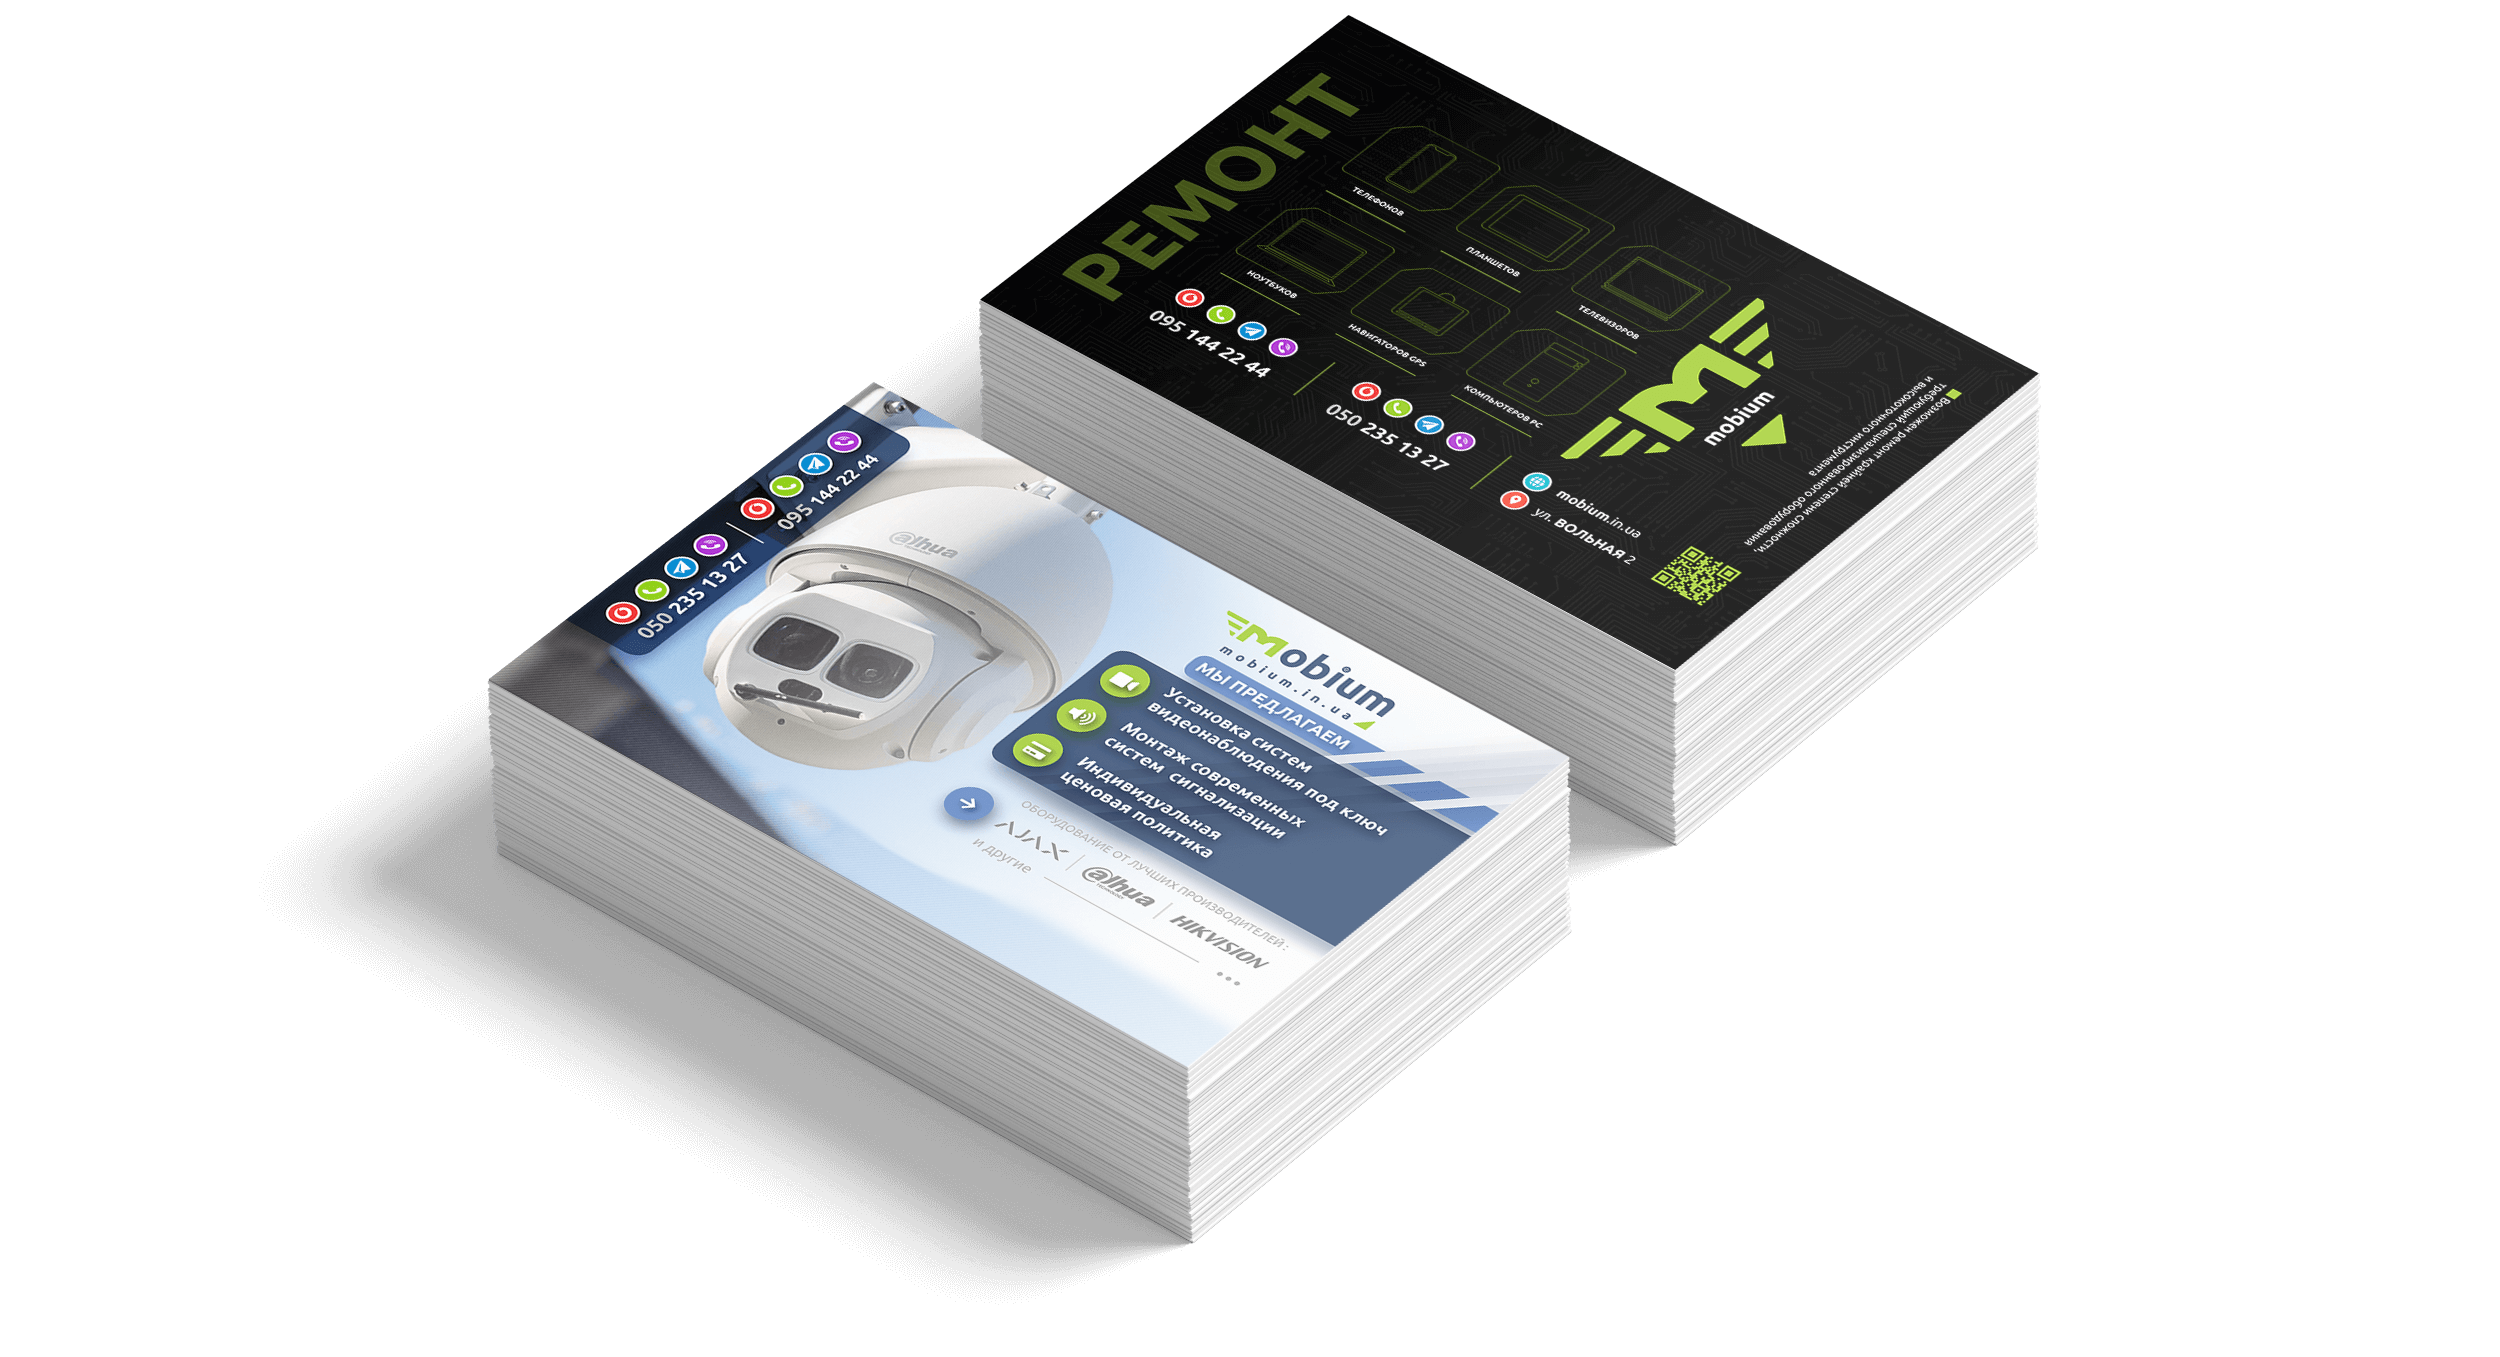 РЕМОНТ
ТЕЛЕФОНОВ
ПЛАНШЕТОВ
ТЕЛЕВИЗОРОВ
НОУТБУКОВ
НАВИГАТОРОВ GPS
КОМПЬЮТЕРОВ PC
095 144 22 44
050 235 13 27
mobium.in.ua
ул. ВОЛЬНАЯ 2
M
mobium
Возможен ремонт крайней степени сложности,
требующий специализированного оборудования
и высокоточного инструмента
095 144 22 44
050 235 13 27
alhua
Mobium
mobium.in.ua
МЫ ПРЕДЛАГАЕМ
Установка систем
видеонаблюдения под ключ
Монтаж современных
систем сигнализации
Индивидуальная
ценовая политика
ОБОРУДОВАНИЕ ОТ ЛУЧШИХ ПРОИЗВОДИТЕЛЕЙ:
AJAX | alhua | HIKVISION
TECHNOLOGY
и другие ...